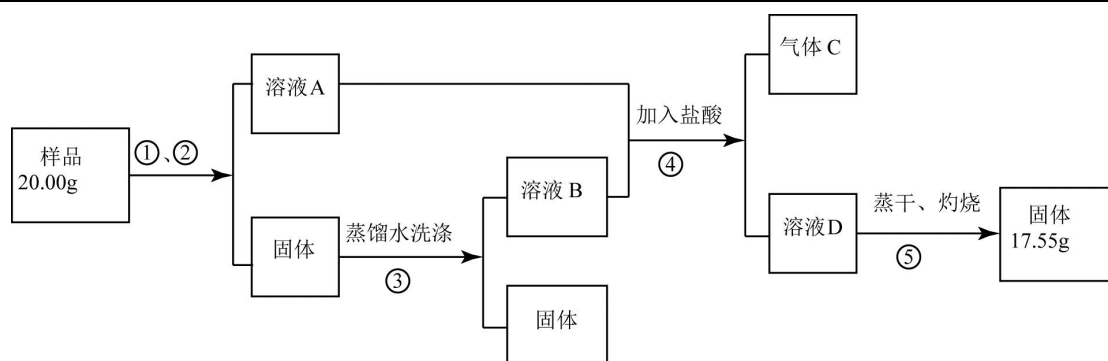 样品
20.00g
①、②
溶液A
固体
蒸馏水洗涤
③
溶液 B
固体
加入盐酸
④
气体 C
溶液D
蒸干、灼烧
⑤
固体
17.55g